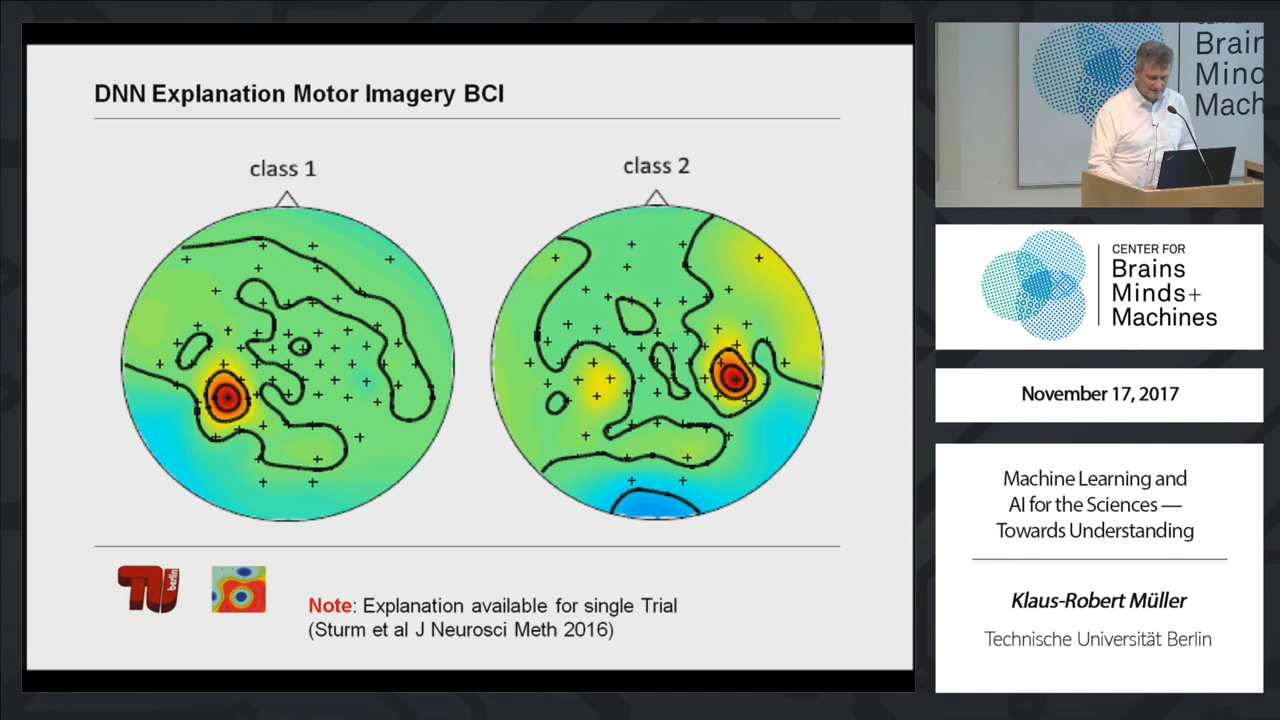 DNN Explanation Motor Imagery BCI
class 1
class 2
berlin
Note: Explanation available for single Trial
(Sturm et al J Neurosci Meth 2016)
Brain
Mind
Mach
CENTER FOR
Brains
Minds+
Machines
November 17, 2017
Machine Learning and
AI for the Sciences —
Towards Understanding
Klaus-Robert Müller
Technische Universität Berlin